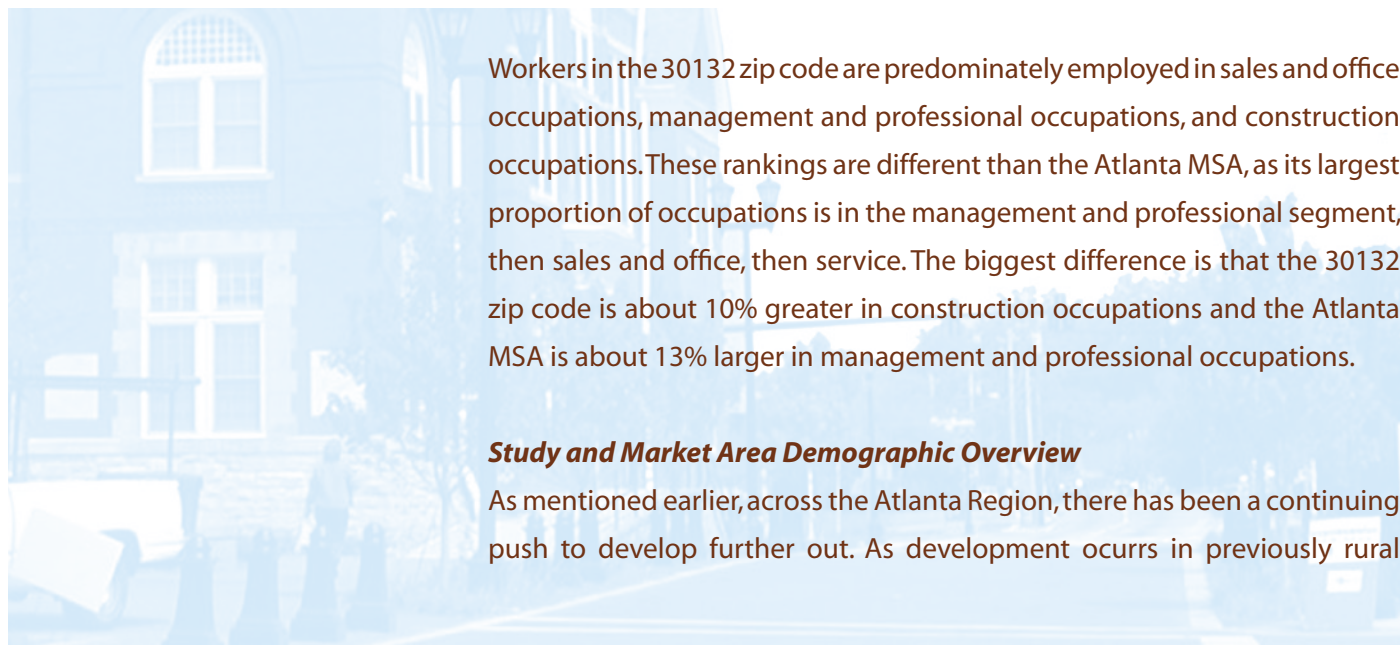 Workers in the 30132 zip code are predominately employed in sales and office
occupations, management and professional occupations, and construction
occupations. These rankings are different than the Atlanta MSA, as its largest
proportion of occupations is in the management and professional segment,
then sales and office, then service. The biggest difference is that the 30132
zip code is about 10% greater in construction occupations and the Atlanta
MSA is about 13% larger in management and professional occupations.
Study and Market Area Demographic Overview
As mentioned earlier, across the Atlanta Region, there has been a continuing
push to develop further out. As development ocurrs in previously rural